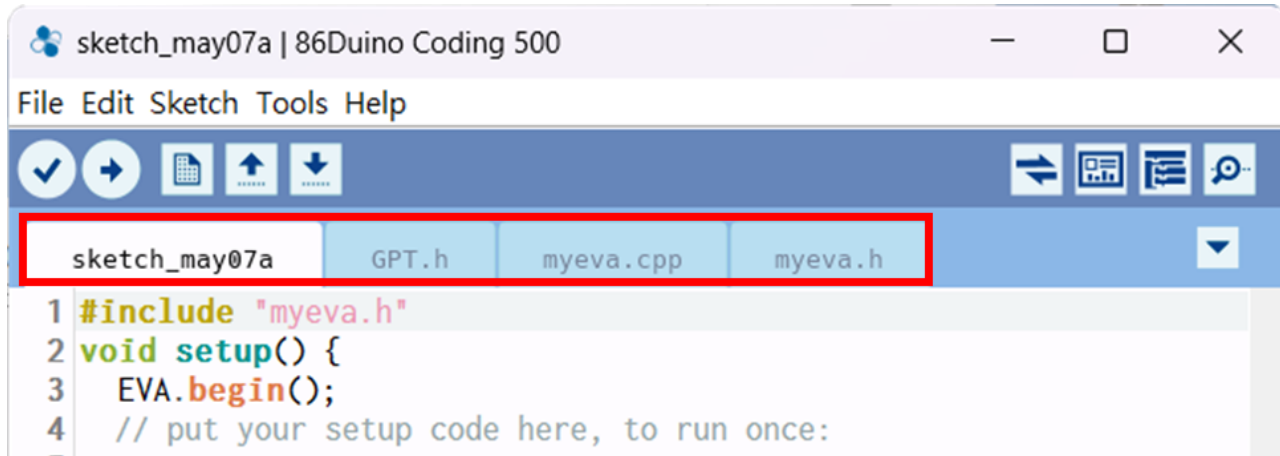 sketch_may07a | 86Duino Coding 500
File Edit Sketch Tools Help
sketch_may07a GPT.h myeva.cpp myeva.h
1 #include "myeva.h"
2 void setup() {
3 EVA.begin();
4 // put your setup code here, to run once: